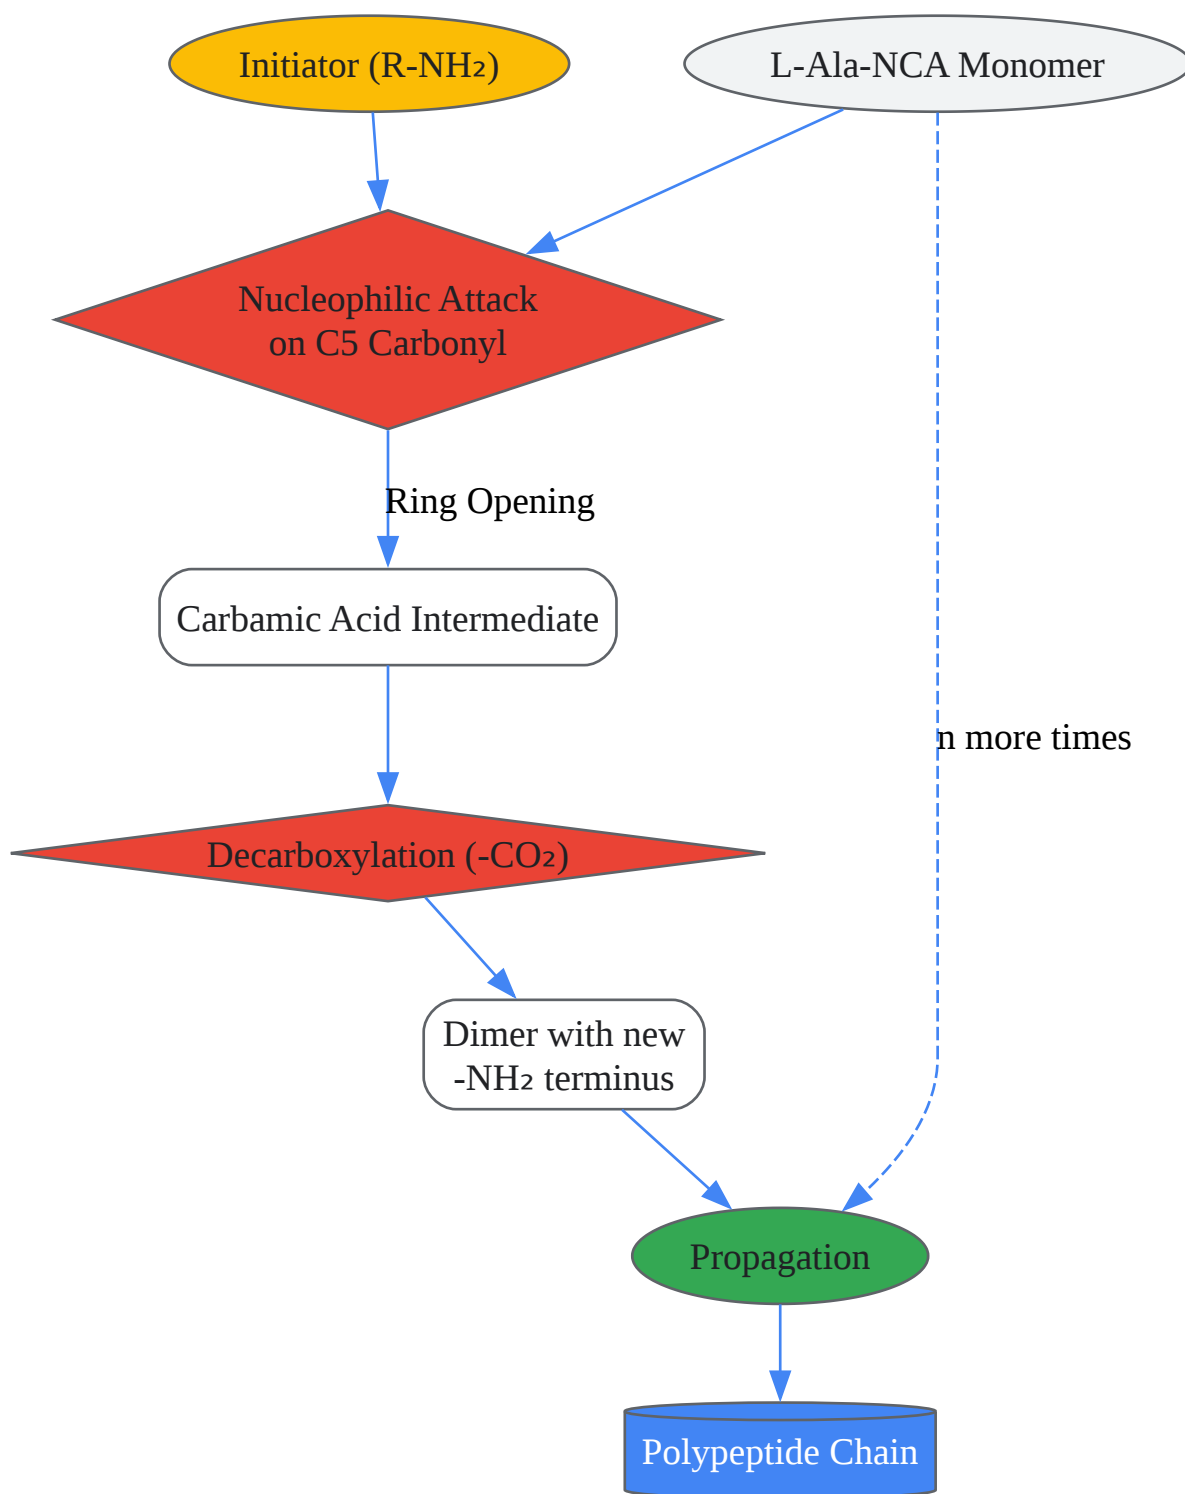 Initiator (R-NH₂)
L-Ala-NCA Monomer
Nucleophilic Attack
on C5 Carbonyl
Ring Opening
Carbamic Acid Intermediate
n more times
Decarboxylation (-CO₂)
Dimer with new
-NH₂ terminus
Propagation
Polypeptide Chain